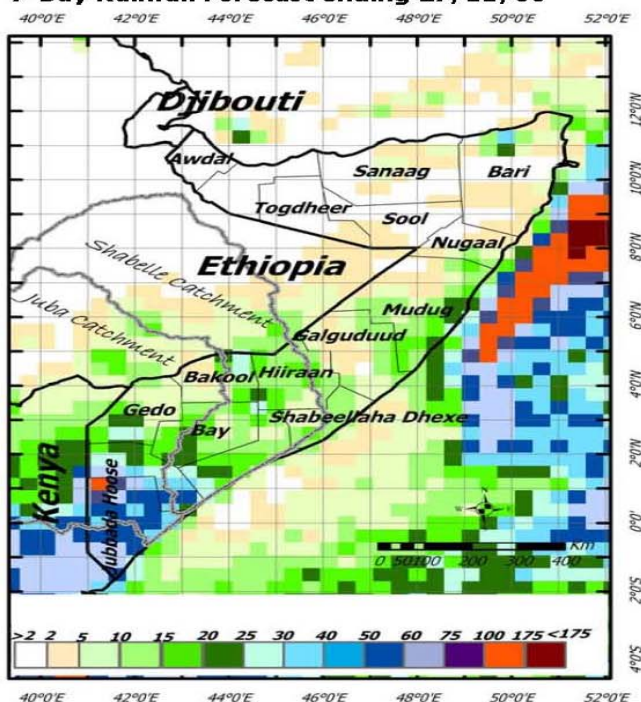 40°0'E 42°0'E 44°0'E 46°0'E 48°0'E 50°0'E 52°0'E
12°0'N
Djibouti
Awdal
Sanaag
Bari
10°0'N
Togdheer
Sool
Nugaal
8°0'N
Shabelle Catchment
Ethiopia
Juba Catchment
Mudug
6°0'N
Galguduud
Bakool
Hiiraan
4°0'N
Gedo
Shabeellaha Dhexe
Bay
2°0'N
Kenya
Jubbada Hoose
N
W E
0°0'
Km
0 50100 200 300 400
2°0'S
>2 2 5 10 15 20 25 30 40 50 60 75 100 175 <175
4°0'S
40°0'E 42°0'E 44°0'E 46°0'E 48°0'E 50°0'E 52°0'E